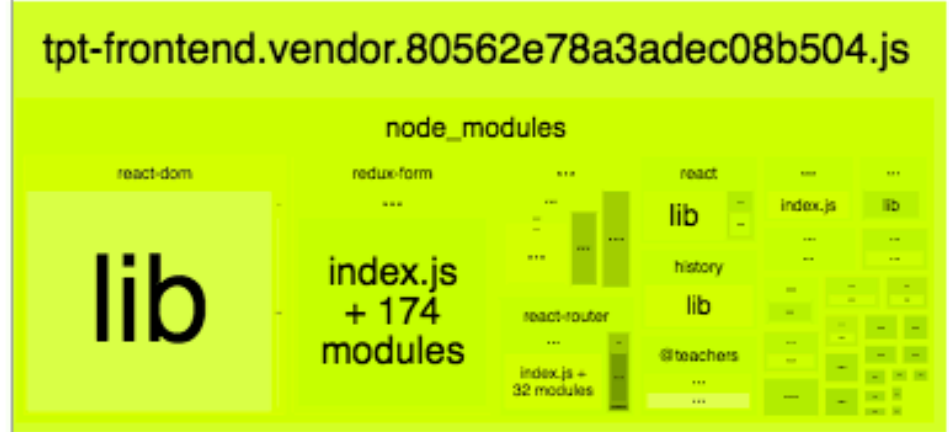 tpt-frontend.vendor.80562e78a3adec08b504.js
node_modules
react-dom
lib
redux-form
...
index.js
+ 174
modules
...
...
...
react-router
...
index.js +
32 modules
react
lib
history
lib
@teachers
...
...
...
index.js
...
...
lib
...